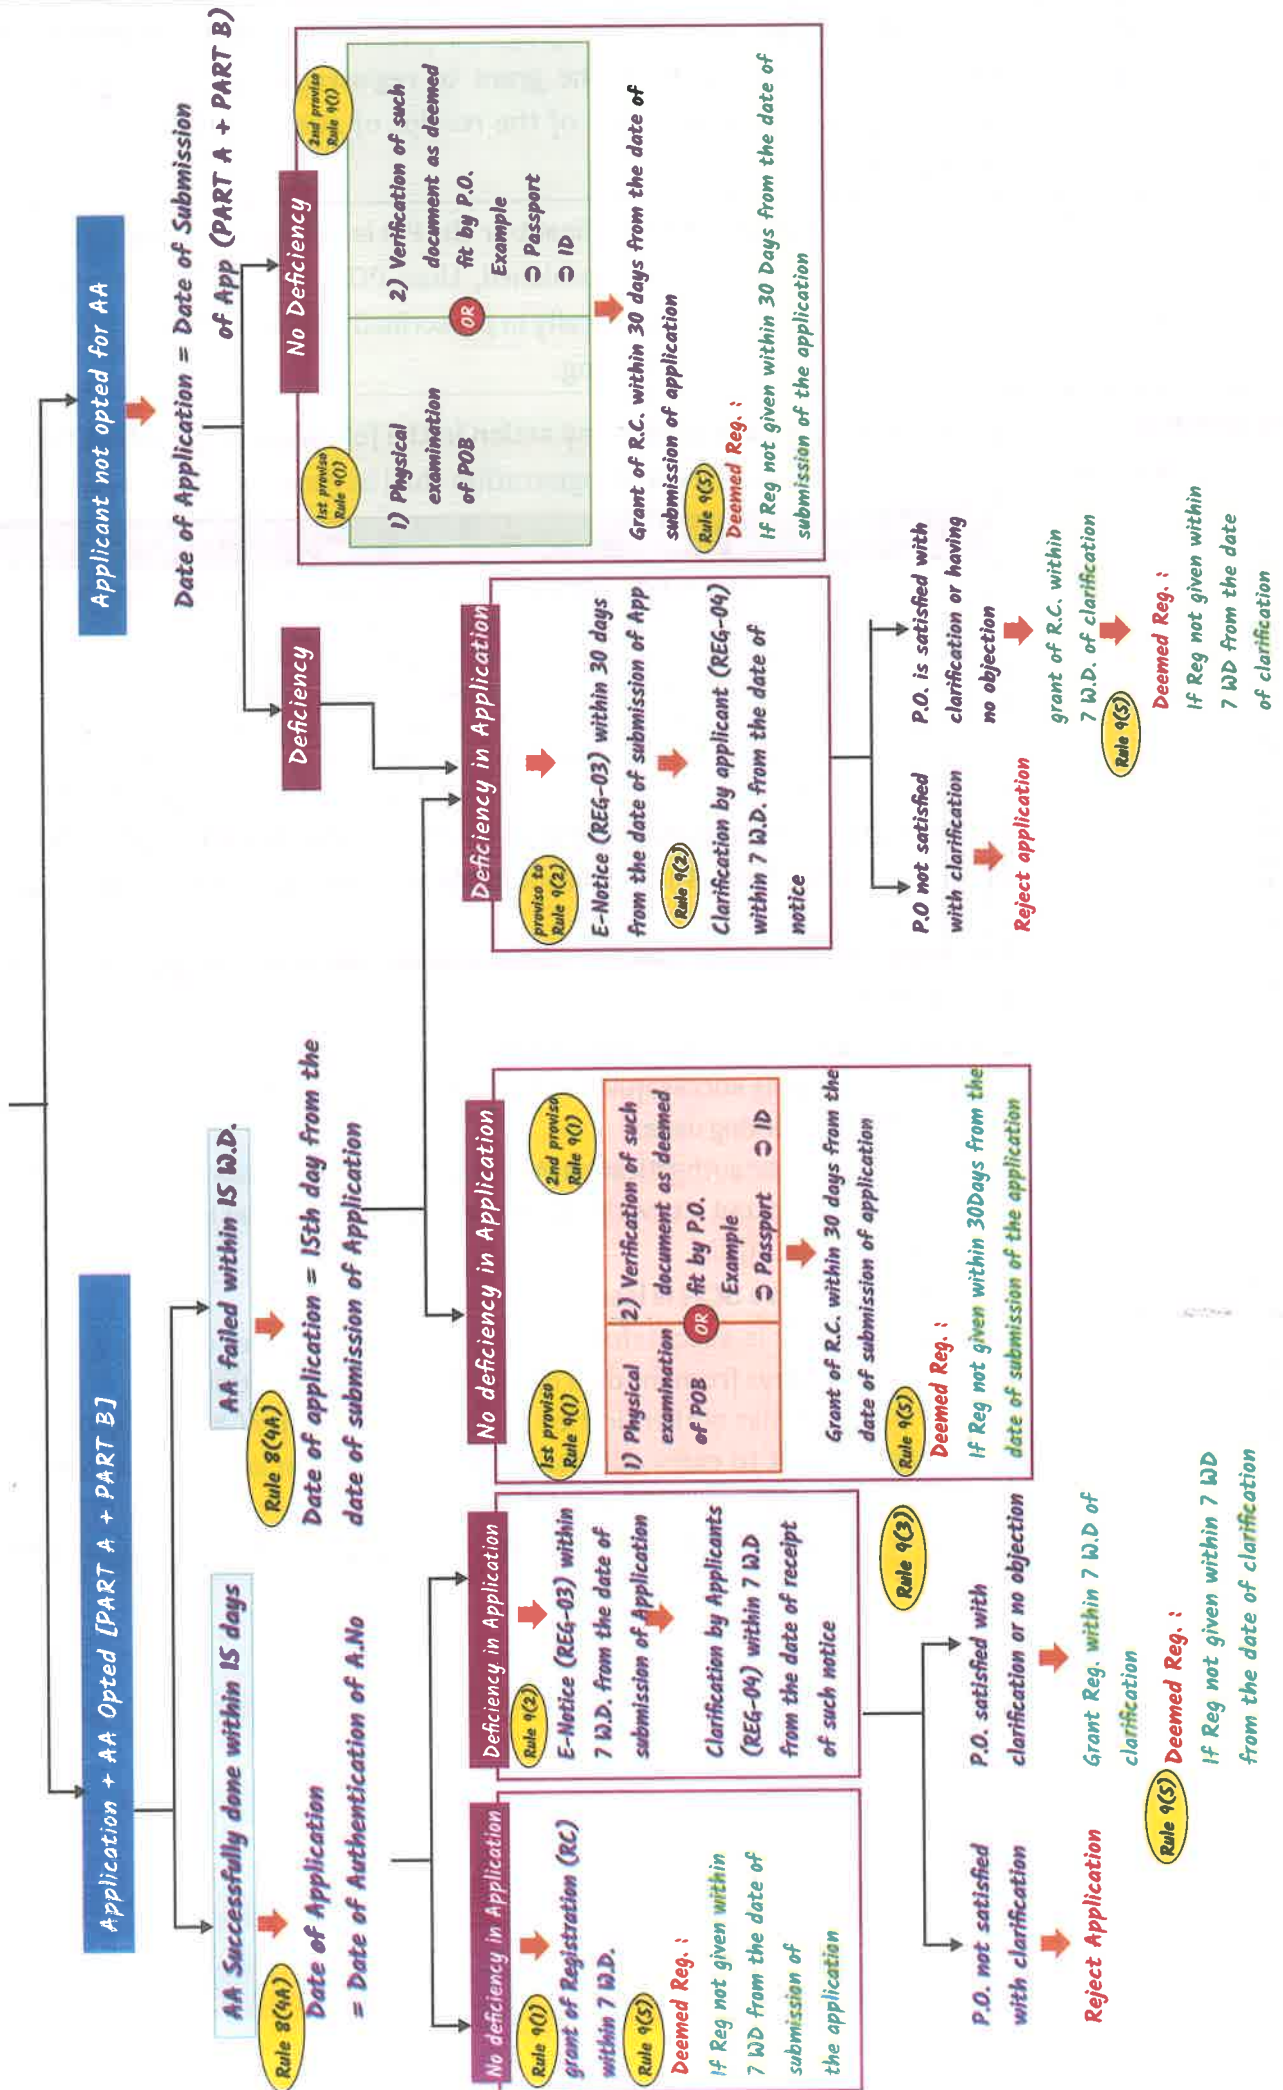 Application + AA Opted [PART A + PART B]
Applicant not opted for AA
AA Successfully done within 15 days
Rule 8(4A)
Date of Application
= Date of Authentication of A.No
AA failed within 15 W.D.
Rule 8(4A)
Date of application = 15th day from the
date of submission of Application
Date of Application = Date of Submission
of App (PART A + PART B)
No deficiency in Application
Rule 9(1)
grant of Registration (RC)
within 7 W.D.
Rule 9(5)
Deemed Reg. :
If Reg not given within
7 WD from the date of
submission of
the application
Deficiency in Application
Rule 9(2)
E-Notice (REG-03) within
7 W.D. from the date of
submission of Application
Clarification by Applicants
(REG-04) within 7 W.D
from the date of receipt
of such notice
P.O. not satisfied
with clarification
Reject Application
Rule 9(3)
P.O. satisfied with
clarification or no objection
Grant Reg. within 7 W.D of
clarification
Rule 9(5)
Deemed Reg. :
If Reg not given within 7 WD
from the date of clarification
No deficiency in Application
1st proviso
Rule 9(1)
1) Physical
examination
of POB
OR
2nd proviso
Rule 9(1)
2) Verification of such
document as deemed
fit by P.O.
Example
➲ Passport ➲ ID
Grant of R.C. within 30 days from the
date of submission of application
Rule 9(5)
Deemed Reg. :
If Reg not given within 30Days from the
date of submission of the application
Deficiency
Deficiency in Application
proviso to
Rule 9(2)
E-Notice (REG-03) within 30 days
from the date of submission of App
Rule 9(2)
Clarification by applicant (REG-04)
within 7 W.D. from the date of
notice
P.O not satisfied
with clarification
Reject application
P.O. is satisfied with
clarification or having
no objection
grant of R.C. within
7 W.D. of clarification
Rule 9(5)
Deemed Reg. :
If Reg not given within
7 WD from the date
of clarification
No Deficiency
1st proviso
Rule 9(1)
1) Physical
examination
of POB
OR
2nd proviso
Rule 9(1)
2) Verification of such
document as deemed
fit by P.O.
Example
➲ Passport
➲ ID
Grant of R.C. within 30 days from the date of
submission of application
Rule 9(5)
Deemed Reg. :
If Reg not given within 30 Days from the date of
submission of the application